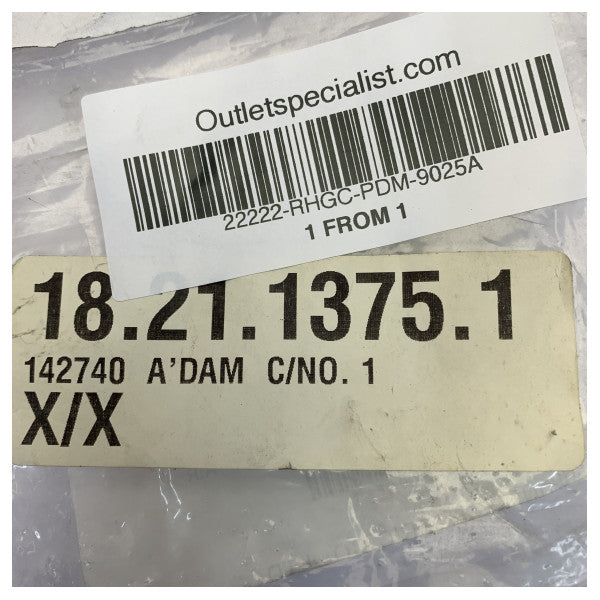 Outletspecialist.com
22222-RHGC-PDM-9025A
1 FROM 1
18.21.1375.1
142740 A'DAM C/NO. 1
X/X